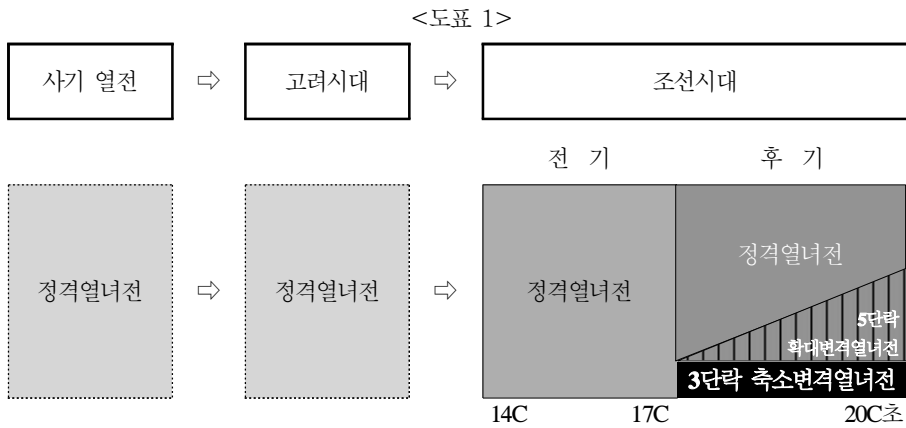 <도표 1>
사기 열전 ⇨ 고려시대 ⇨ 조선시대
전 기 후 기
정격열녀전 ⇨ 정격열녀전 ⇨ 정격열녀전 정격열녀전
5단락
확대변격열녀전
3단락 축소변격열녀전
14C 17C 20C초